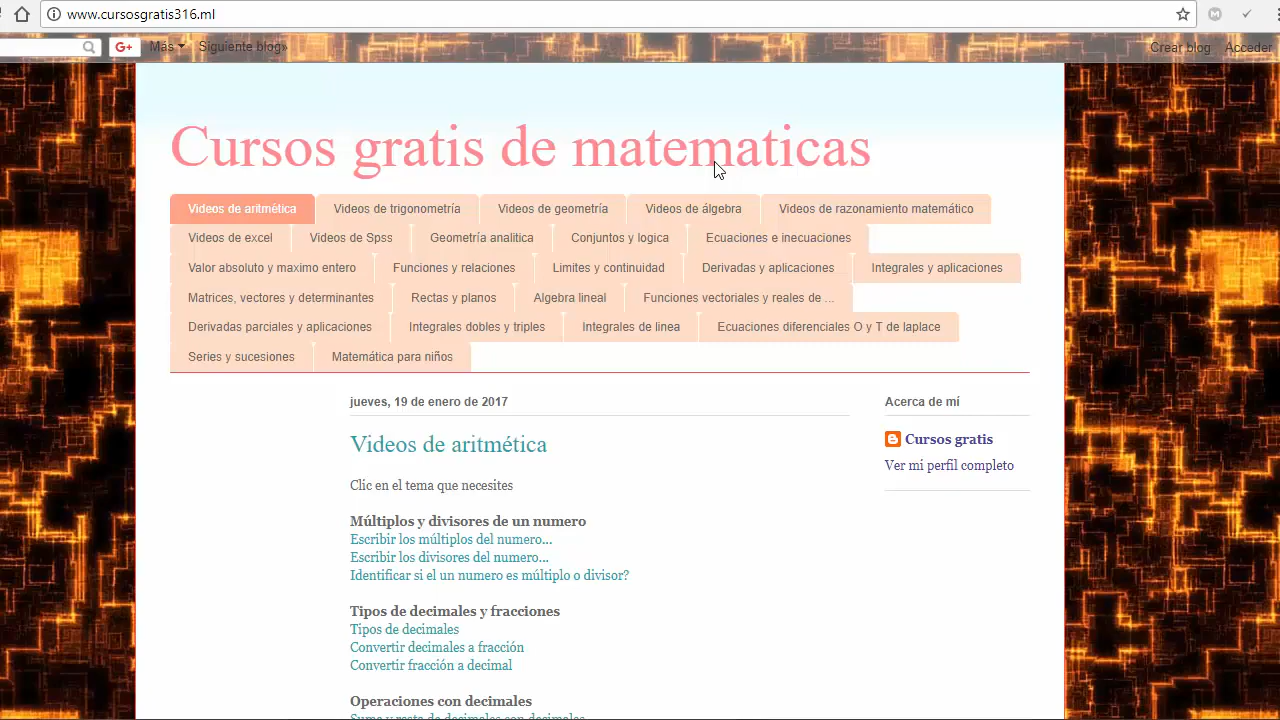 www.cursosgratis316.ml
G+ Más Siguiente blog» Crear blog Acceder
Cursos gratis de matematicas
Videos de aritmética Videos de trigonometría Videos de geometría Videos de álgebra Videos de razonamiento matemático
Videos de excel Videos de Spss Geometría analitica Conjuntos y logica Ecuaciones e inecuaciones
Valor absoluto y maximo entero Funciones y relaciones Limites y continuidad Derivadas y aplicaciones Integrales y aplicaciones
Matrices, vectores y determinantes Rectas y planos Algebra lineal Funciones vectoriales y reales de ...
Derivadas parciales y aplicaciones Integrales dobles y triples Integrales de linea Ecuaciones diferenciales O y T de laplace
Series y sucesiones Matemática para niños
jueves, 19 de enero de 2017
Videos de aritmética
Clic en el tema que necesites
Múltiplos y divisores de un numero
Escribir los múltiplos del numero...
Escribir los divisores del numero...
Identificar si el un numero es múltiplo o divisor?
Tipos de decimales y fracciones
Tipos de decimales
Convertir decimales a fracción
Convertir fracción a decimal
Operaciones con decimales
Suma y resta de decimales con decimales
Acerca de mí
Cursos gratis
Ver mi perfil completo